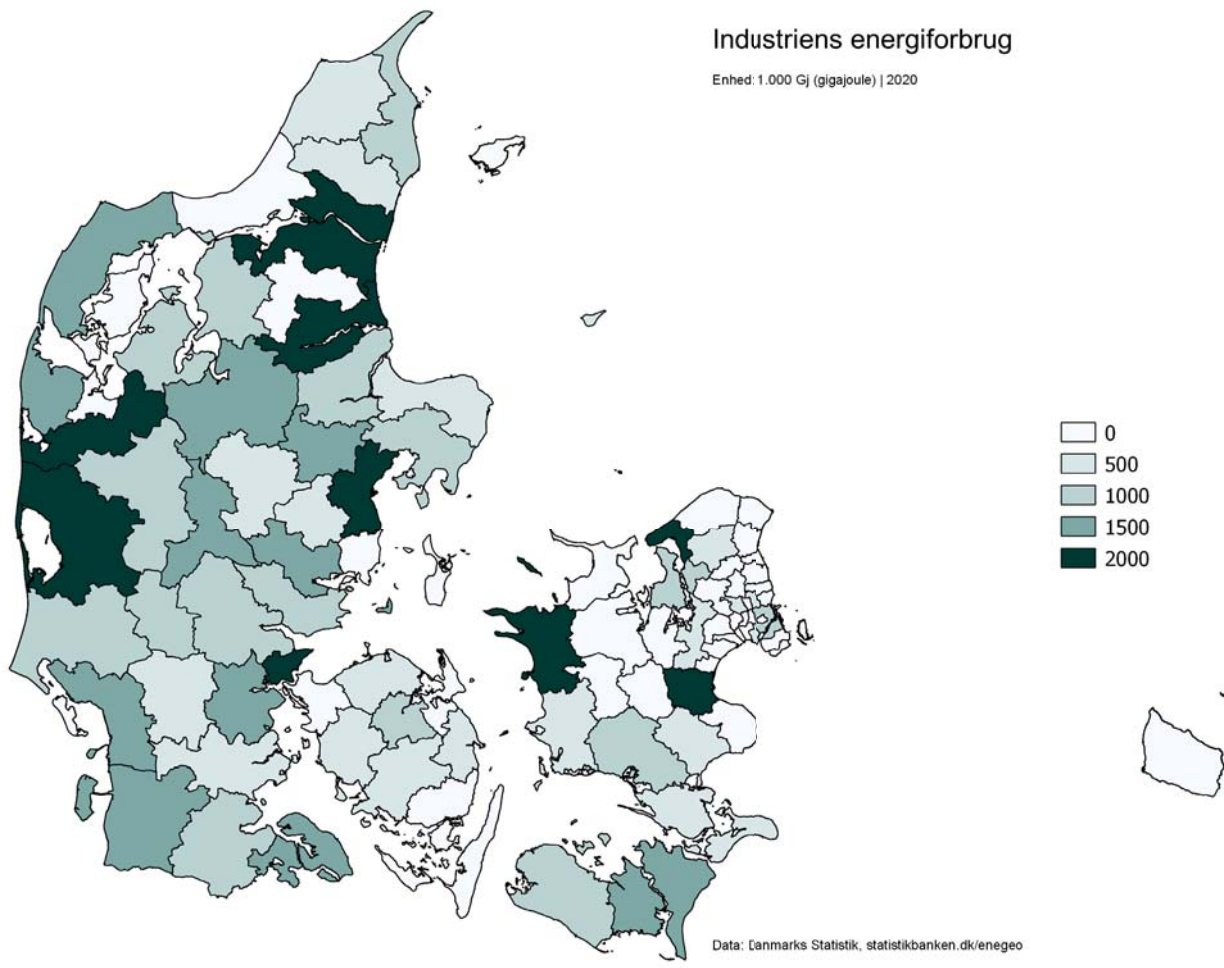 Industriens energiforbrug
Enhed: 1.000 Gj (gigajoule) | 2020
0
500
1000
1500
2000
Data: Danmarks Statistik, statistikbanken.dk/enegeo